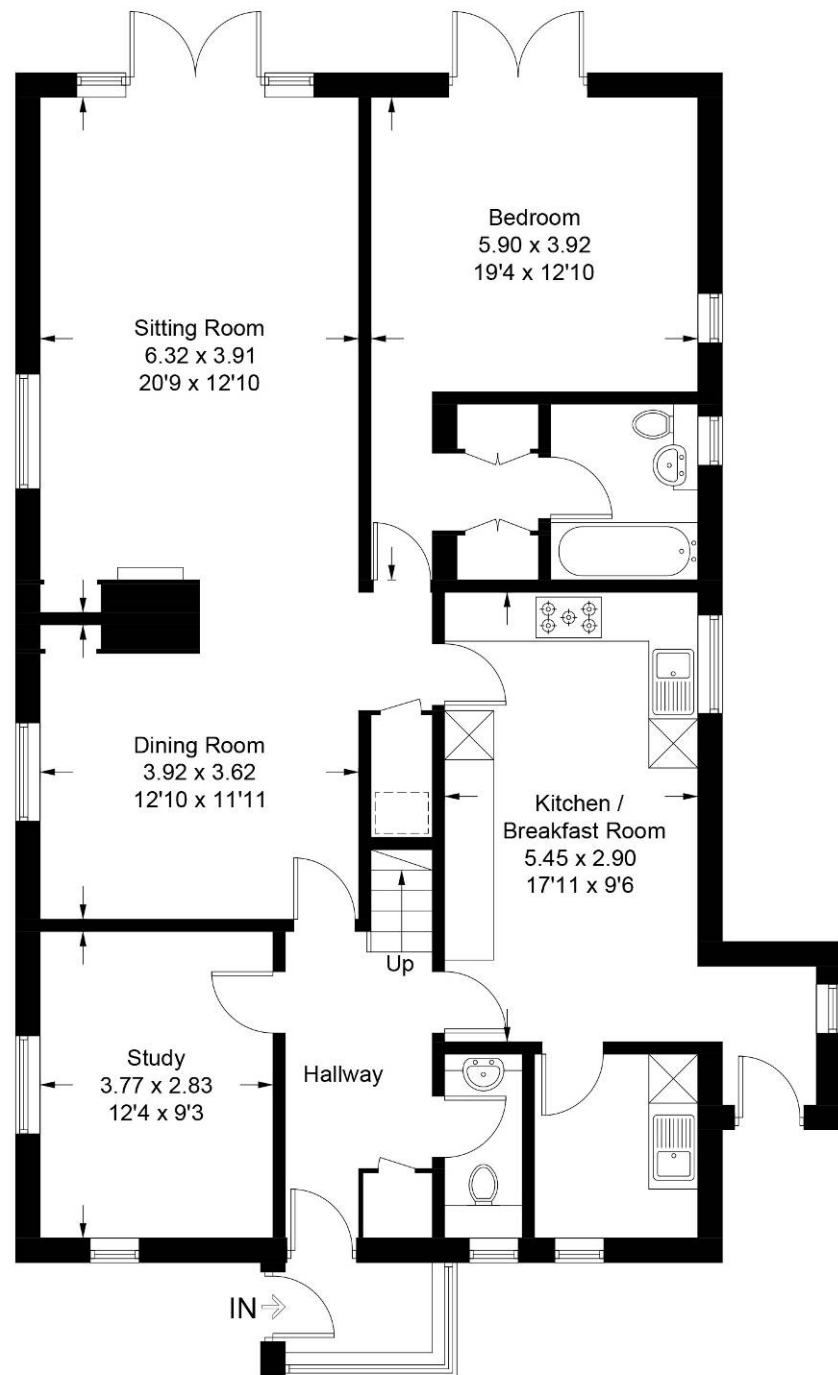 Bedroom
5.90 x 3.92
19'4 x 12'10
Sitting Room
6.32 x 3.91
20'9 x 12'10
Dining Room
3.92 x 3.62
12'10 x 11'11
Kitchen /
Breakfast Room
5.45 x 2.90
17'11 x 9'6
Up
Study
3.77 x 2.83
12'4 x 9'3
Hallway
IN